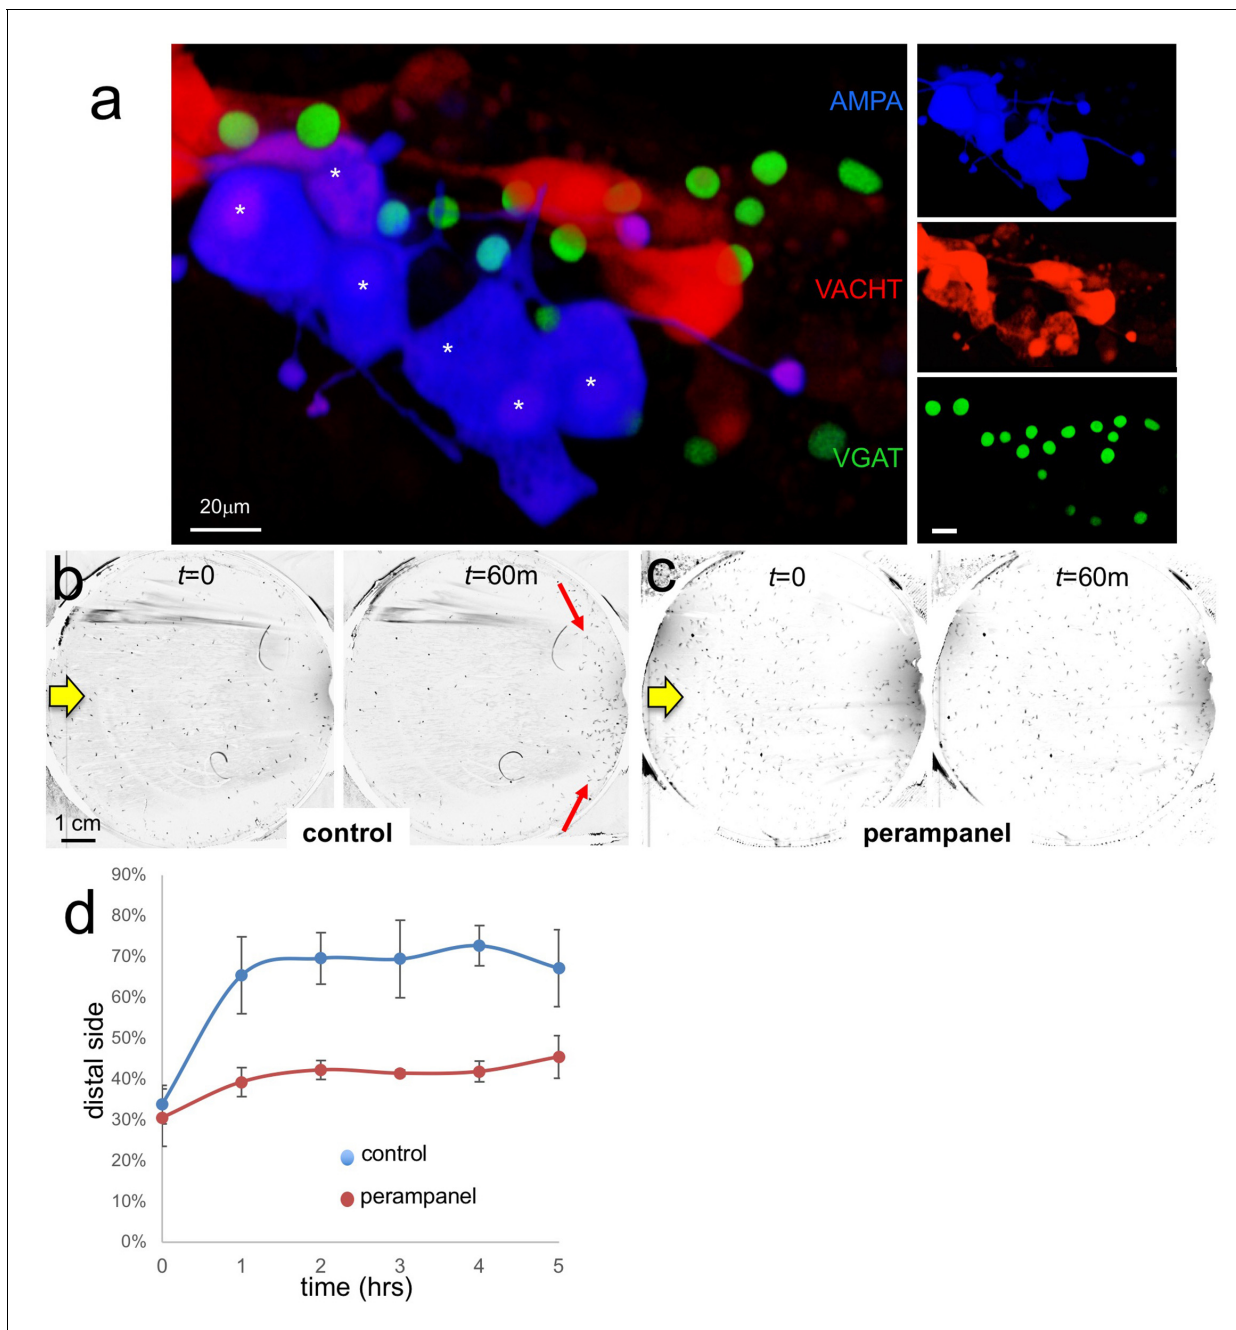 a
AMPA
*
*
*
VACHT
*
*
*
VGAT
20μm
b
t=0
t=60m
c
t=0
t=60m
1 cm
control
perampanel
d
90%
80%
70%
60%
50%
40%
30%
20%
10%
0%
distal side
control
perampanel
0 1 2 3 4 5
time (hrs)